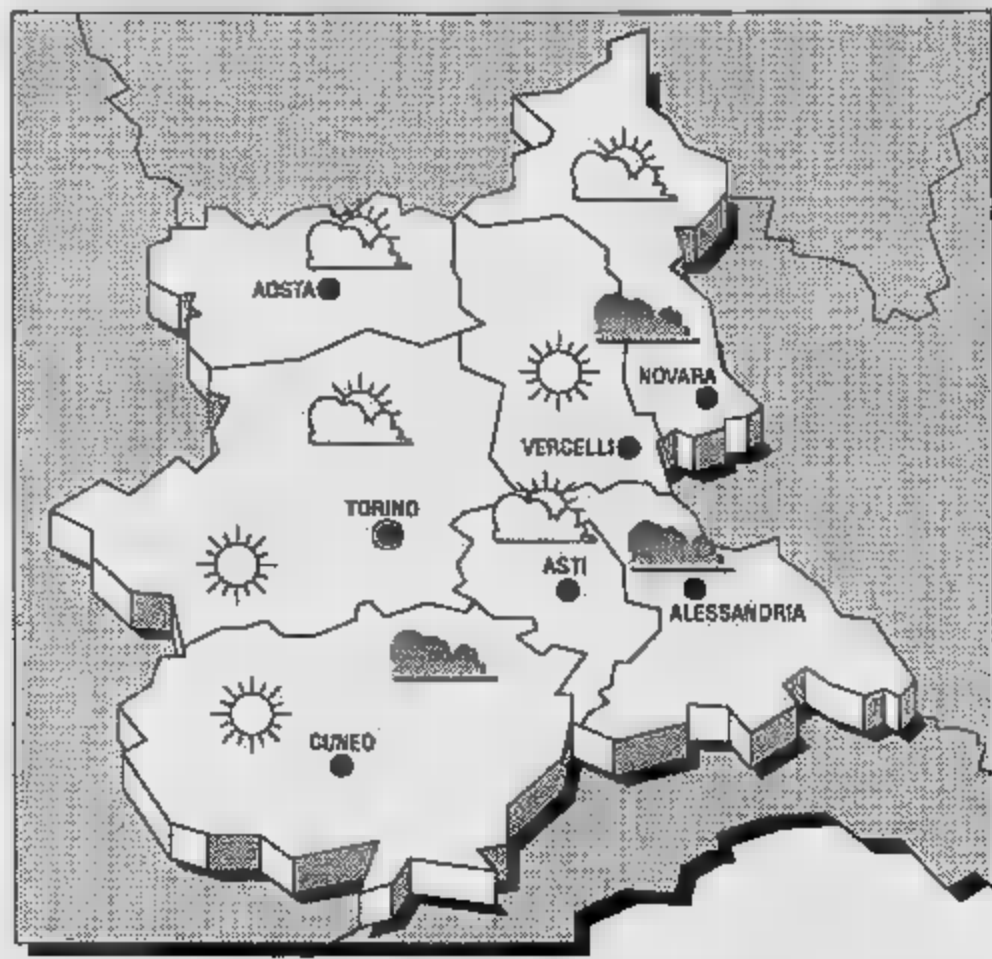 AOSTA
NOVARA
VERCELLI
TORINO
ASTI
ALESSANDRIA
CUNEO